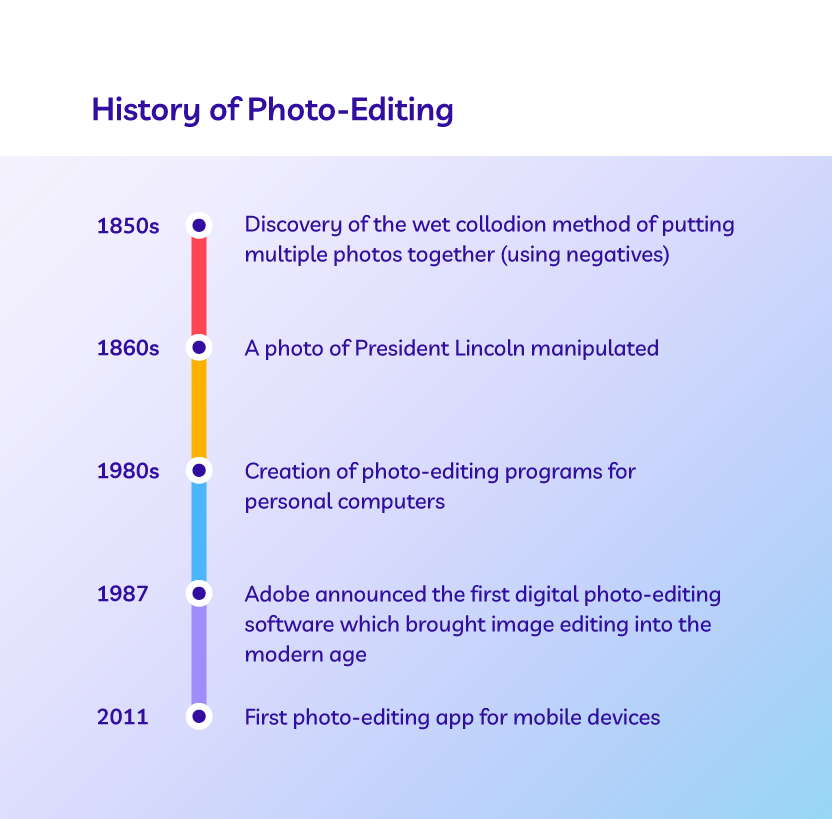 History of Photo-Editing
1850s
Discovery of the wet collodion method of putting
multiple photos together (using negatives)
1860s
A photo of President Lincoln manipulated
1980s
Creation of photo-editing programs for
personal computers
1987
Adobe announced the first digital photo-editing
software which brought image editing into the
modern age
2011
First photo-editing app for mobile devices